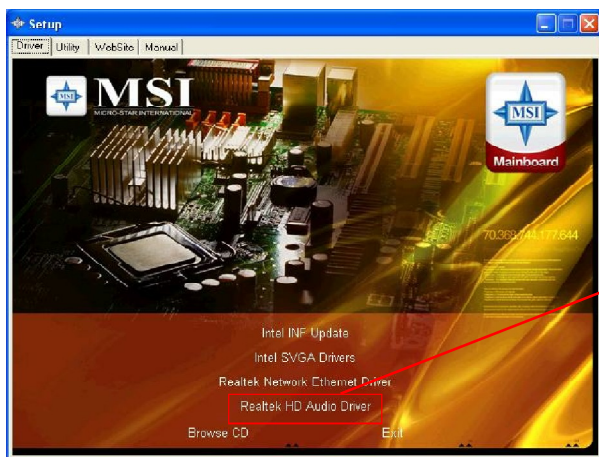 Setup
Driver Utility WebSite Manual
MSI
MSI
MICRO-STAR INTERNATIONAL
MSI
Mainboard
70,368,744,177,644
Intel INF Update
Intel SVGA Drivers
Realtek Network Ethernet Driver
Realtek HD Audio Driver
Browse CD Exit